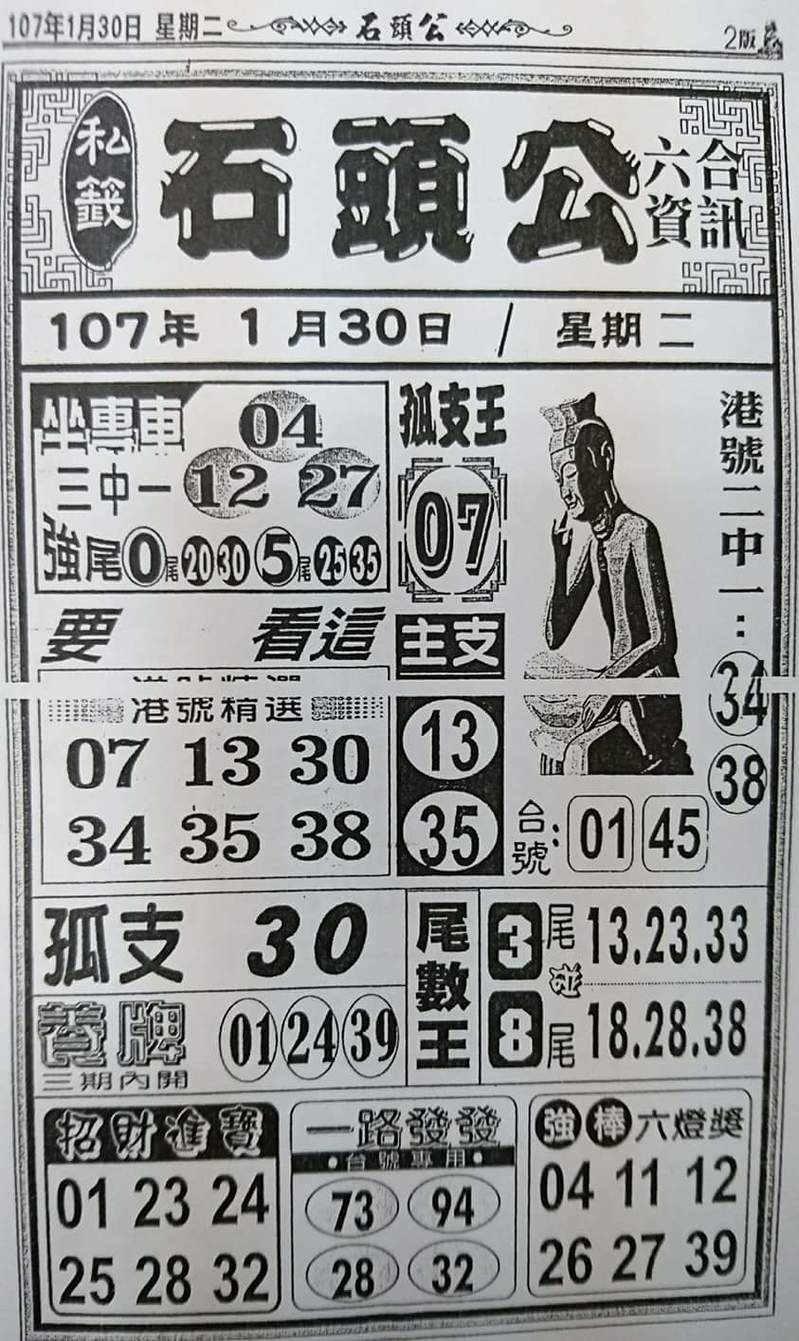 107年1月30日 星期二
石頭公
2版
私籤
石頭公
六合
資訊
107年 1月30日 / 星期二
坐專車
04
三中一 12 27
強尾 0尾 20 30 5尾 25 35
孤支王
07
港號二中一:
34
38
要 看這
主支
13
35
港號精選
07 13 30
34 35 38
台號: 01 45
孤支 30
養牌
三期內開
01 24 39
尾數王
3尾 13.23.33
碰
8尾 18.28.38
招財進寶
01 23 24
25 28 32
一路發發
台號專用
73 94
28 32
強棒六燈獎
04 11 12
26 27 39